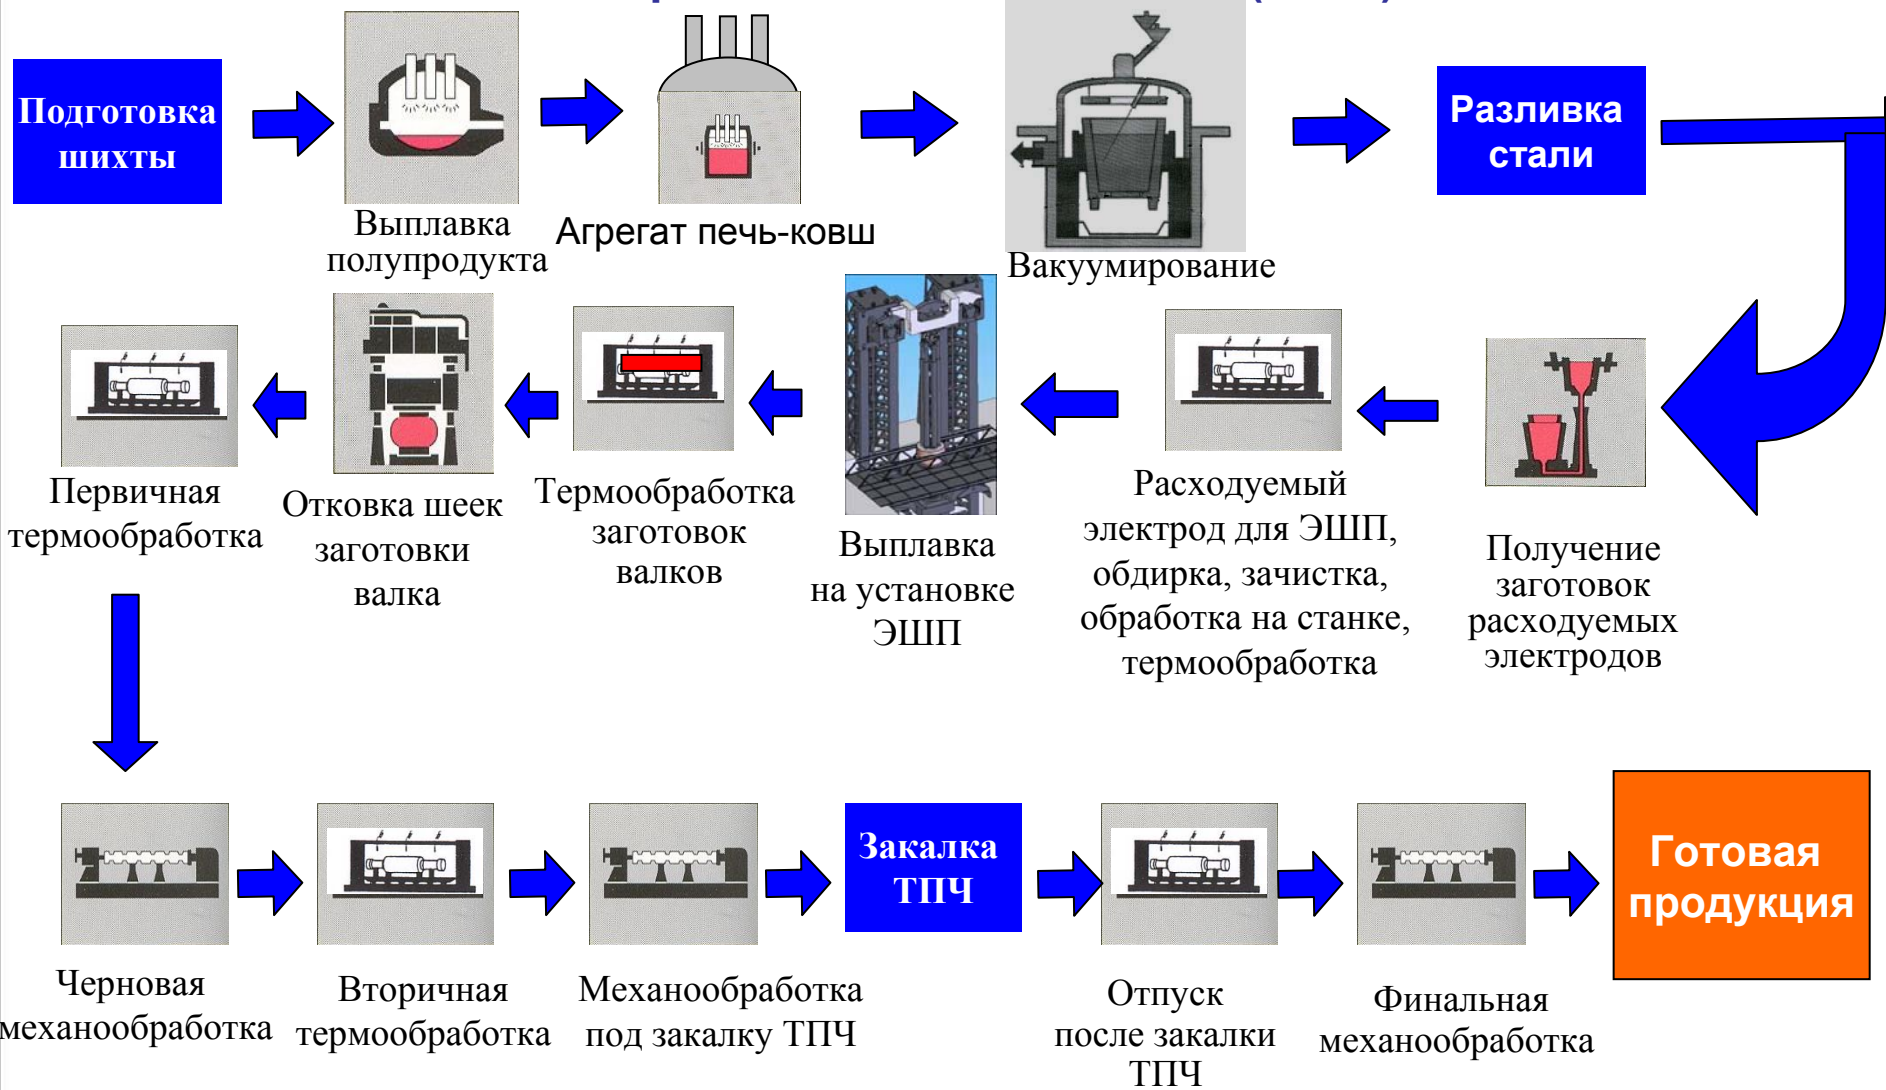 Подготовка
шихты
Выплавка
полупродукта
Агрегат печь-ковш
Вакуумирование
Разливка
стали
Получение
заготовок
расходуемых
электродов
Расходуемый
электрод для ЭШП,
обдирка, зачистка,
обработка на станке,
термообработка
Выплавка
на установке
ЭШП
Термообработка
заготовок
валков
Отковка шеек
заготовки
валка
Первичная
термообработка
Черновая
механообработка
Вторичная
термообработка
Механообработка
под закалку ТПЧ
Закалка
ТПЧ
Отпуск
после закалки
ТПЧ
Финальная
механообработка
Готовая
продукция